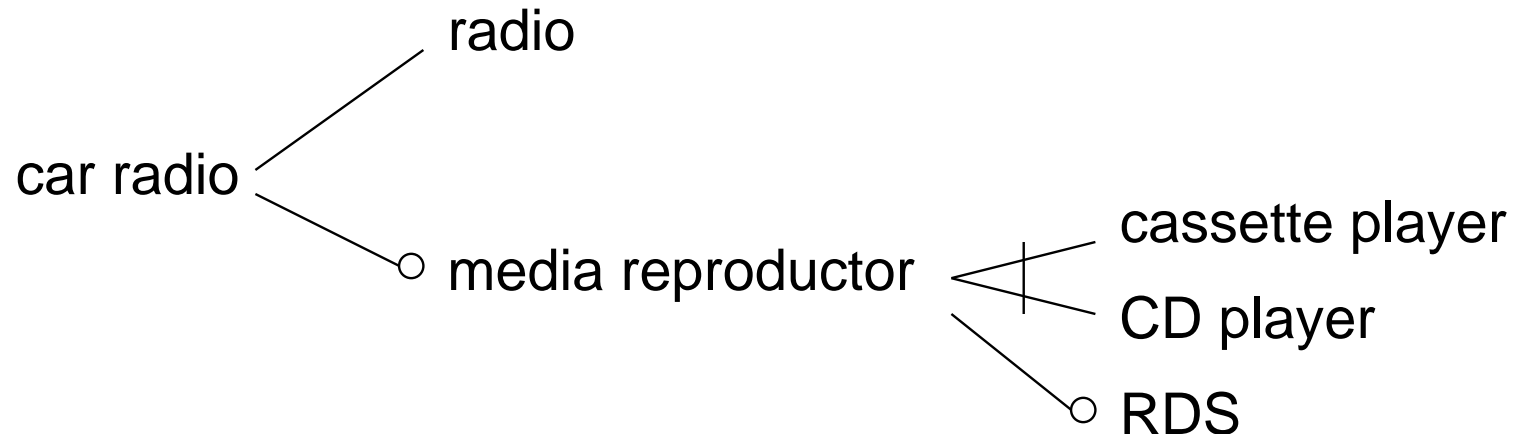 radio
car radio
media reproductor
cassette player
CD player
RDS